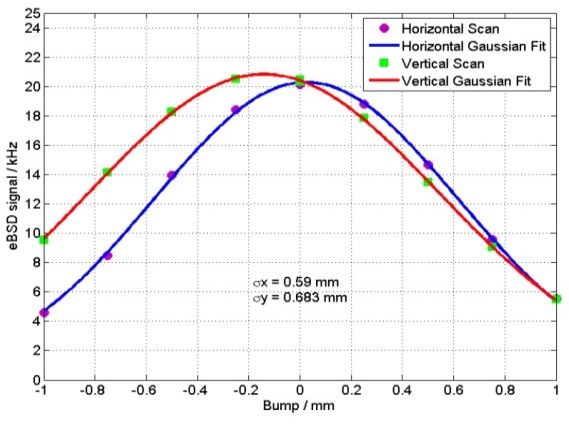 25
24
22
20
18
16
14
12
10
8
6
4
2
0
eBSD signal / kHz
Horizontal Scan
Horizontal Gaussian Fit
Vertical Scan
Vertical Gaussian Fit
σx = 0.59 mm
σy = 0.683 mm
-1 -0.8 -0.6 -0.4 -0.2 0 0.2 0.4 0.6 0.8 1
Bump / mm